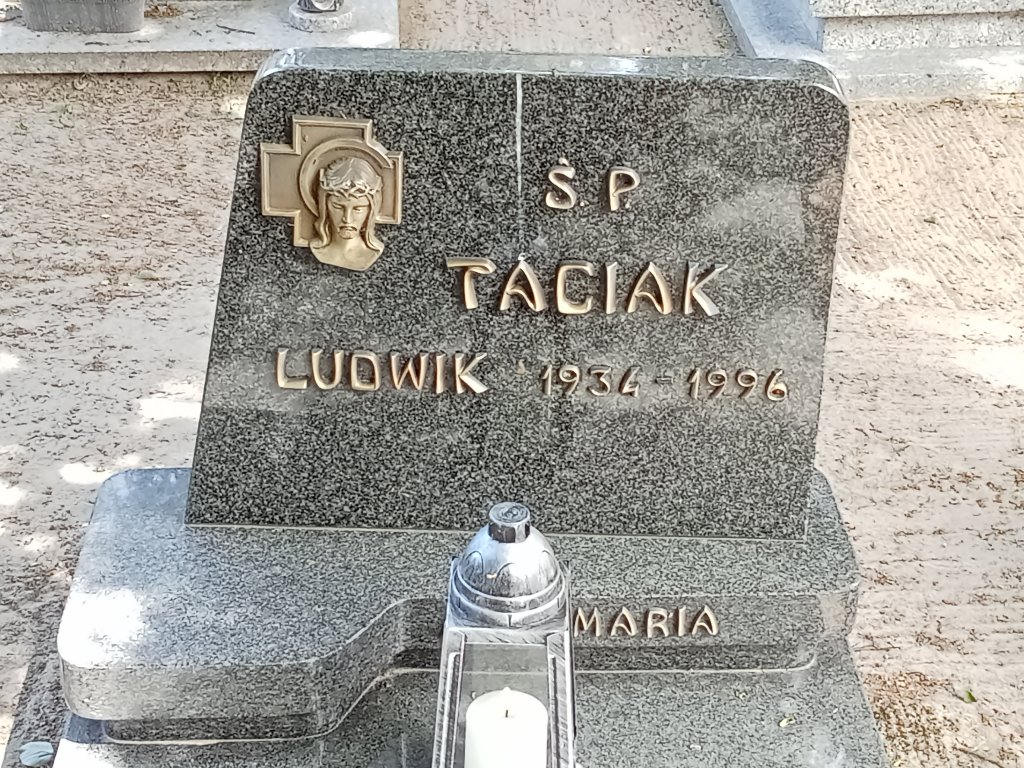 Ś. P
TACIAK
LUDWIK 1934 - 1996
MARIA